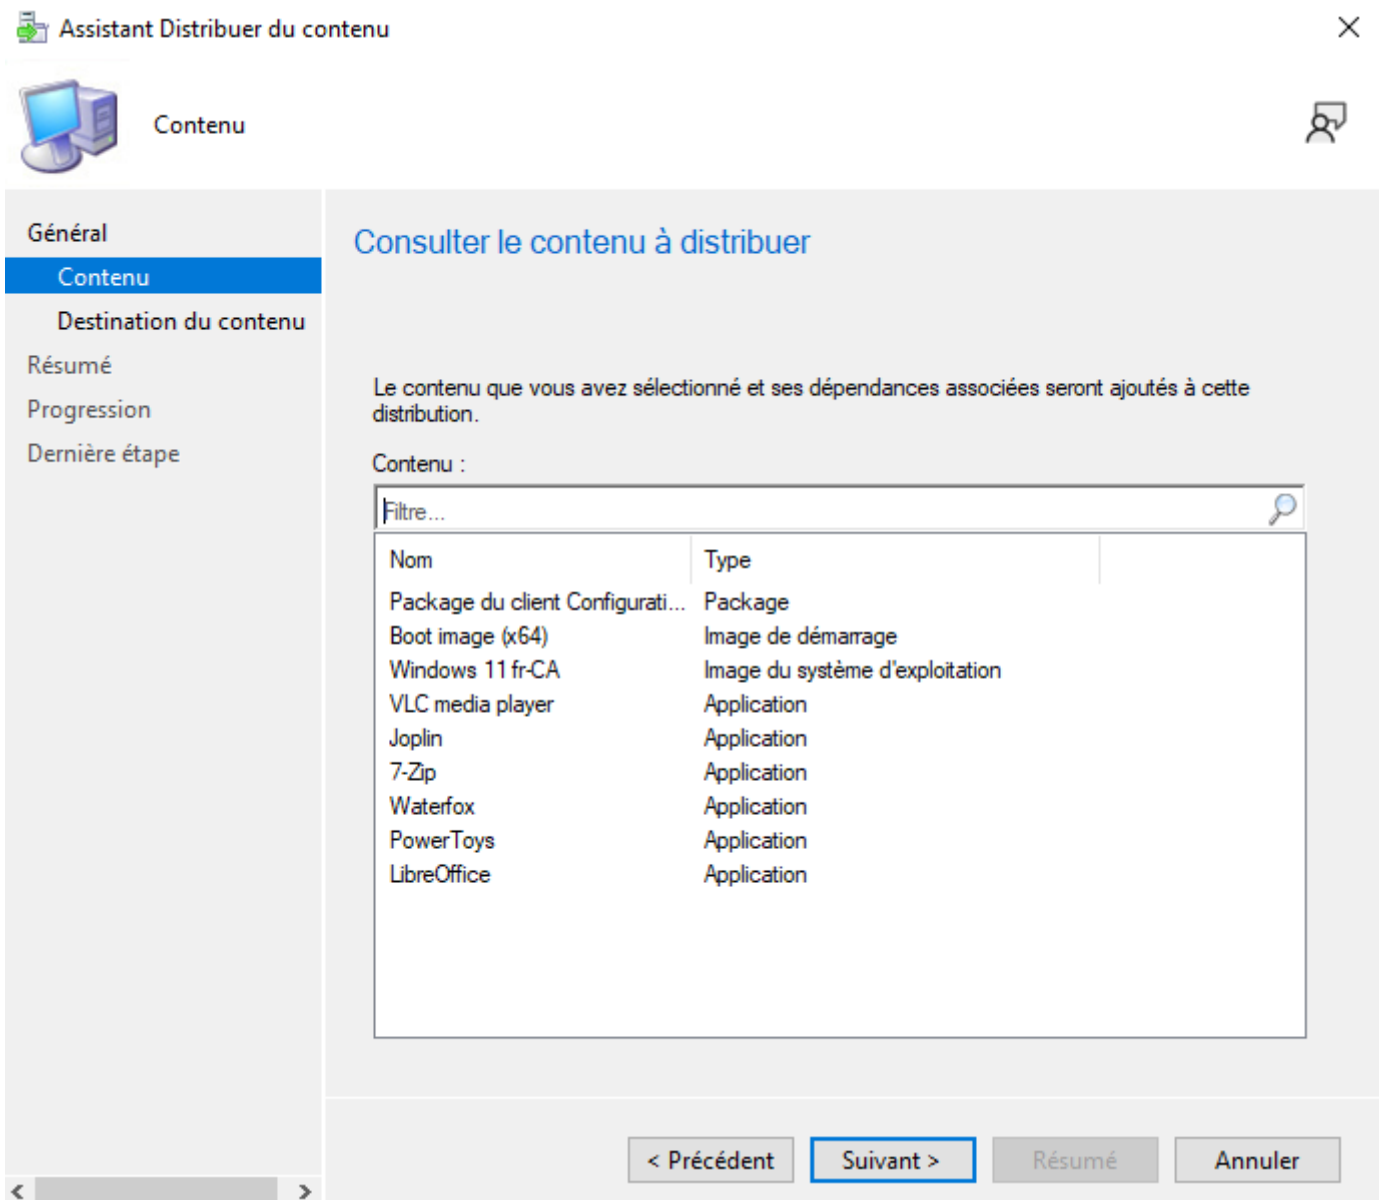 Assistant Distribuer du contenu
Contenu
Général
Contenu
Destination du contenu
Résumé
Progression
Dernière étape
Consulter le contenu à distribuer
Le contenu que vous avez sélectionné et ses dépendances associées seront ajoutés à cette
distribution.
Contenu :
Filtre...
Nom Type
Package du client Configurati... Package
Boot image (x64) Image de démarrage
Windows 11 fr-CA Image du système d'exploitation
VLC media player Application
Joplin Application
7-Zip Application
Waterfox Application
PowerToys Application
LibreOffice Application
< Précédent Suivant > Résumé Annuler